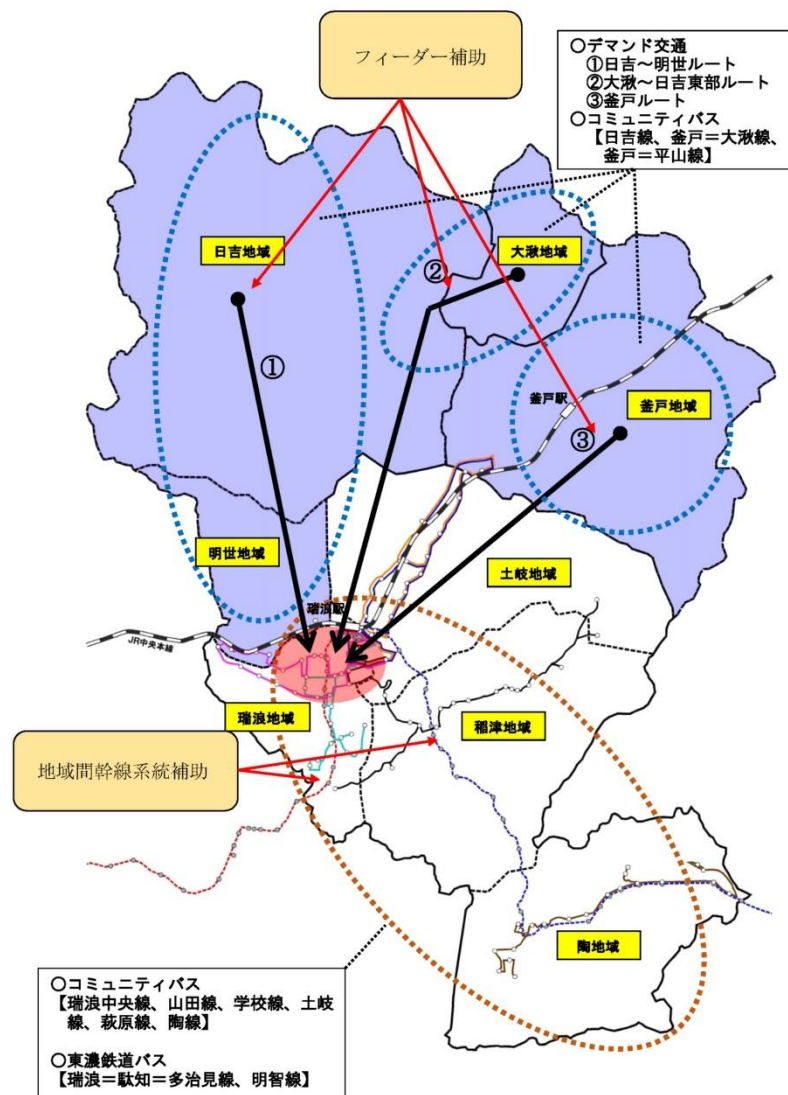 フィーダー補助
○デマンド交通
①日吉～明世ルート
②大湫～日吉東部ルート
③釜戸ルート
○コミュニティバス
【日吉線、釜戸＝大湫線、
釜戸＝平山線】
日吉地域
②
大湫地域
①
釜戸駅
釜戸地域
③
明世地域
土岐地域
瑞浪駅
JR中央本線
瑞浪地域
稲津地域
地域間幹線系統補助
陶地域
○コミュニティバス
【瑞浪中央線、山田線、学校線、土岐
線、萩原線、陶線】
○東濃鉄道バス
【瑞浪＝駄知＝多治見線、明智線】